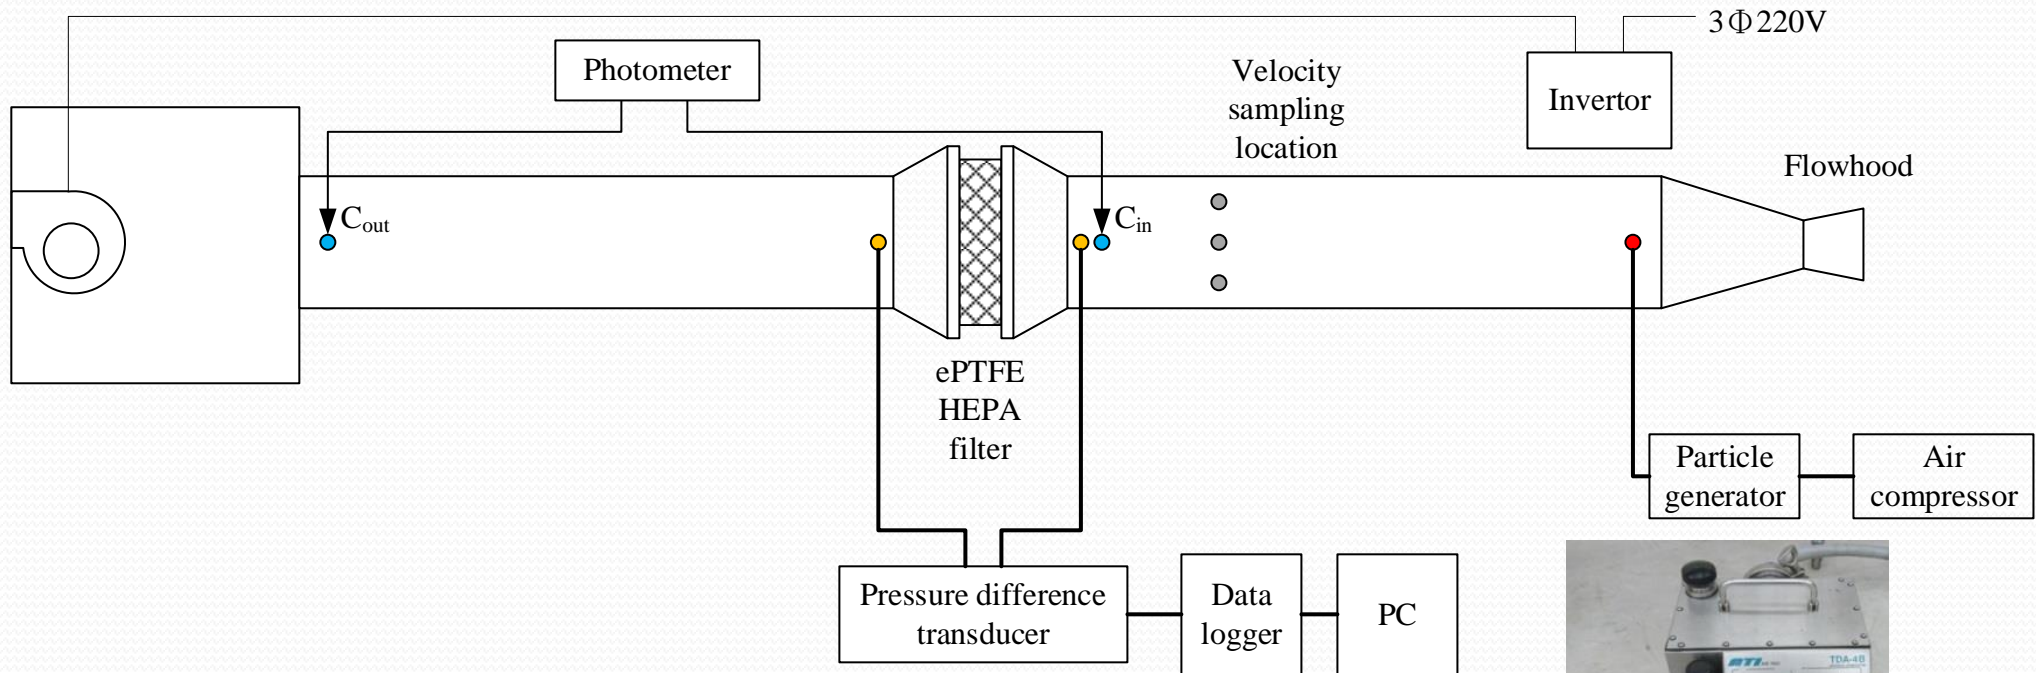 3Φ220V
Photometer
Velocity
sampling
location
Invertor
Flowhood
Cout
Cin
ePTFE
HEPA
filter
Particle
generator
Air
compressor
Pressure difference
transducer
Data
logger
PC
ATI
TDA-4B